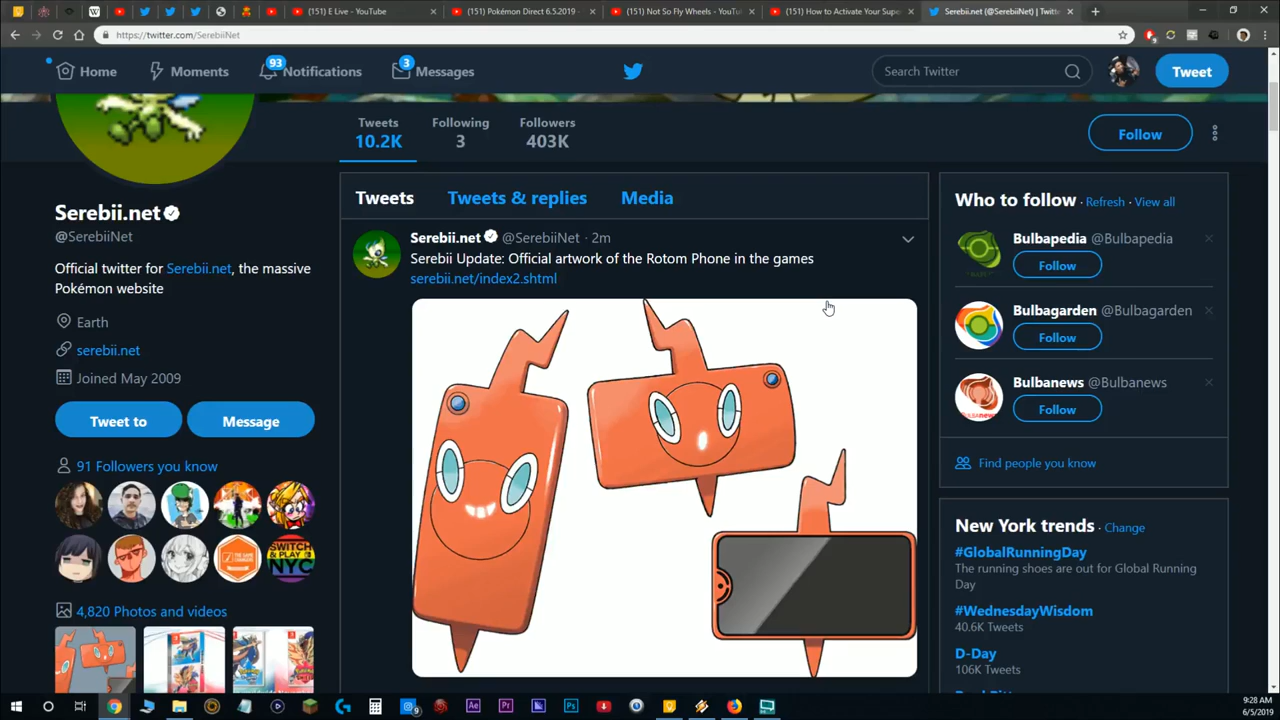 (151) E Live - YouTube
(151) Pokémon Direct 6.5.2019 -
(151) Not So Fly Wheels - YouTu
(151) How to Activate Your Supe
Serebii.net (@SerebiiNet) | Twitt
https://twitter.com/SerebiiNet
Home
Moments
93
Notifications
3
Messages
Search Twitter
Tweet
Tweets
10.2K
Following
3
Followers
403K
Follow
Serebii.net
@SerebiiNet
Official twitter for Serebii.net, the massive
Pokémon website
Earth
serebii.net
Joined May 2009
Tweet to
Message
91 Followers you know
SWITCH
& PLAY
NYC
4,820 Photos and videos
Tweets
Tweets & replies
Media
Serebii.net @SerebiiNet · 2m
Serebii Update: Official artwork of the Rotom Phone in the games
serebii.net/index2.shtml
Who to follow · Refresh · View all
Bulbapedia @Bulbapedia
Follow
Bulbagarden @Bulbagarden
Follow
Bulbanews @Bulbanews
Follow
Find people you know
New York trends · Change
#GlobalRunningDay
The running shoes are out for Global Running
Day
#WednesdayWisdom
40.6K Tweets
D-Day
106K Tweets
Ae
Pr
Ps
9:28 AM
6/5/2019